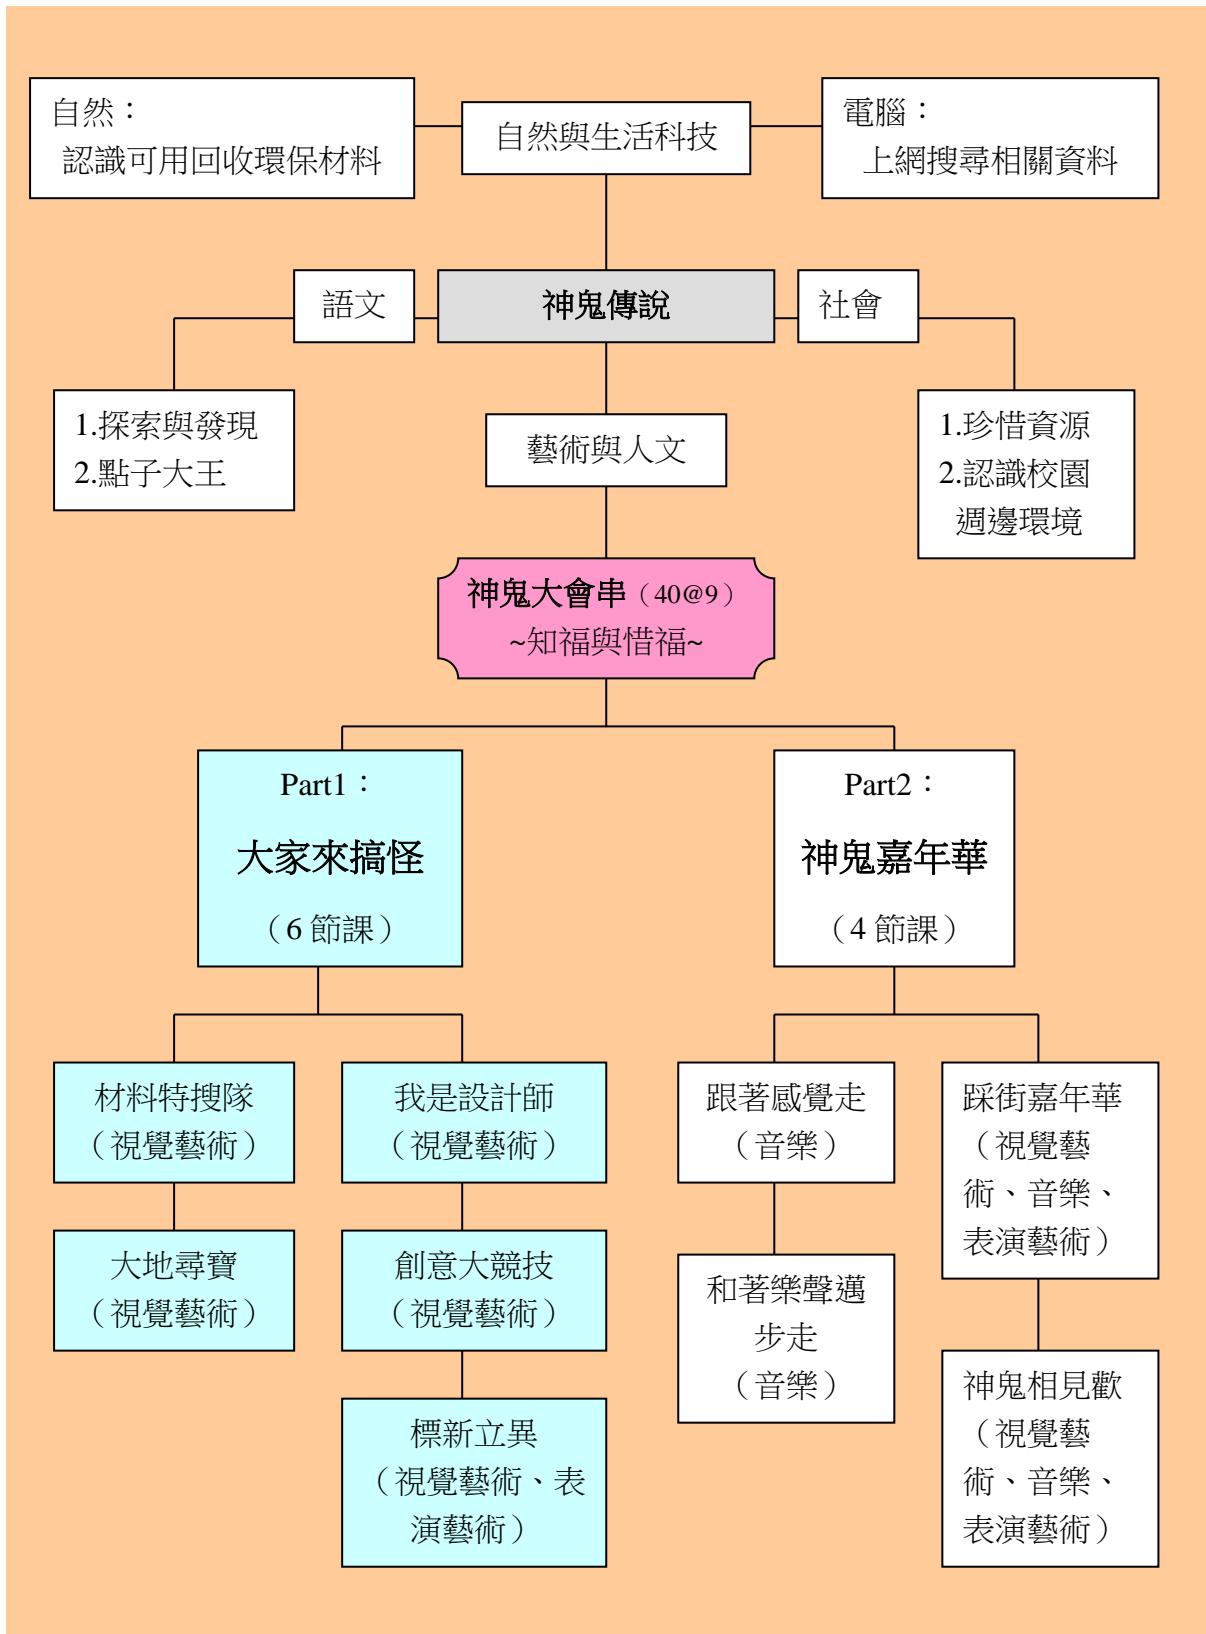 自然：
認識可用回收環保材料
自然與生活科技
電腦：
上網搜尋相關資料
語文
神鬼傳說
社會
1.探索與發現
2.點子大王
藝術與人文
1.珍惜資源
2.認識校園
週邊環境
神鬼大會串（40@9）
~知福與惜福~
Part1：
大家來搞怪
（6 節課）
Part2：
神鬼嘉年華
（4 節課）
材料特搜隊
（視覺藝術）
我是設計師
（視覺藝術）
跟著感覺走
（音樂）
踩街嘉年華
（視覺藝
術、音樂、
表演藝術）
大地尋寶
（視覺藝術）
創意大競技
（視覺藝術）
和著樂聲邁
步走
（音樂）
標新立異
（視覺藝術、表
演藝術）
神鬼相見歡
（視覺藝
術、音樂、
表演藝術）